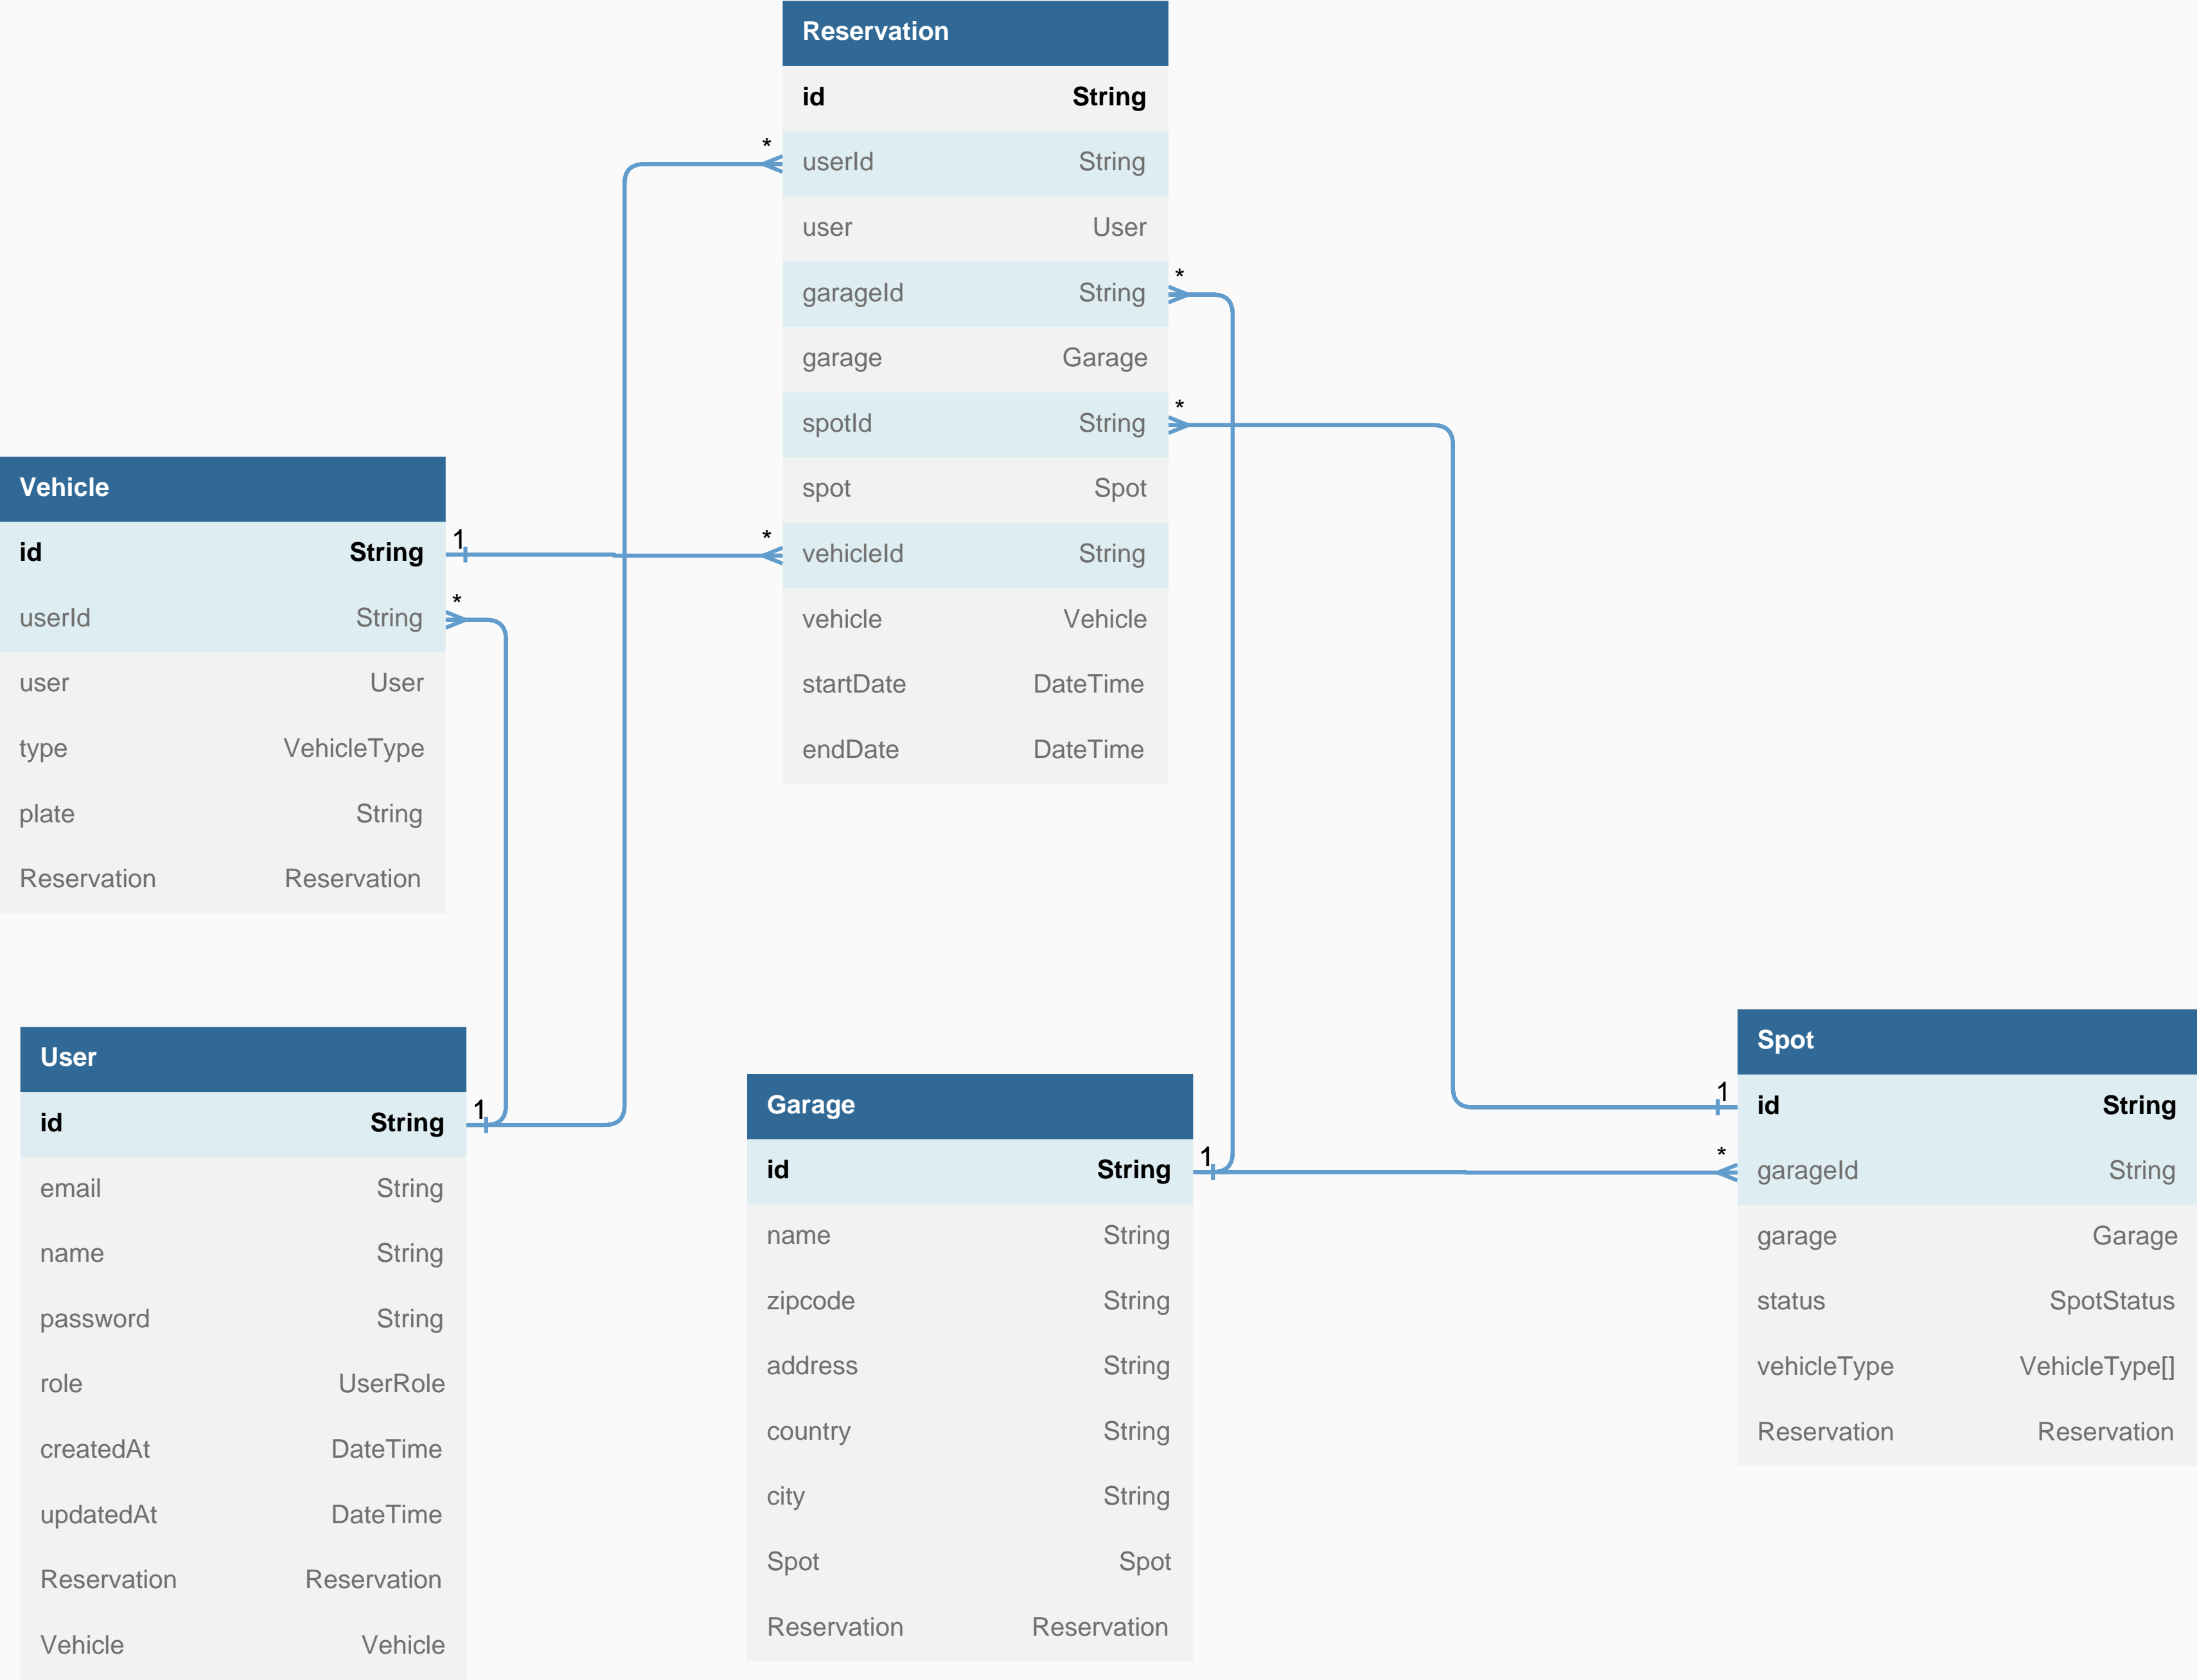 Reservation
id String
* userId String
user User
garageId String *
garage Garage
spotId String *
spot Spot
* vehicleId String
vehicle Vehicle
startDate DateTime
endDate DateTime
Vehicle
id String 1
userId String *
user User
type VehicleType
plate String
Reservation Reservation
User
id String 1
email String
name String
password String
role UserRole
createdAt DateTime
updatedAt DateTime
Reservation Reservation
Vehicle Vehicle
Garage
id String 1
name String
zipcode String
address String
country String
city String
Spot Spot
Reservation Reservation
Spot
1 id String
* garageId String
garage Garage
status SpotStatus
vehicleType VehicleType[]
Reservation Reservation